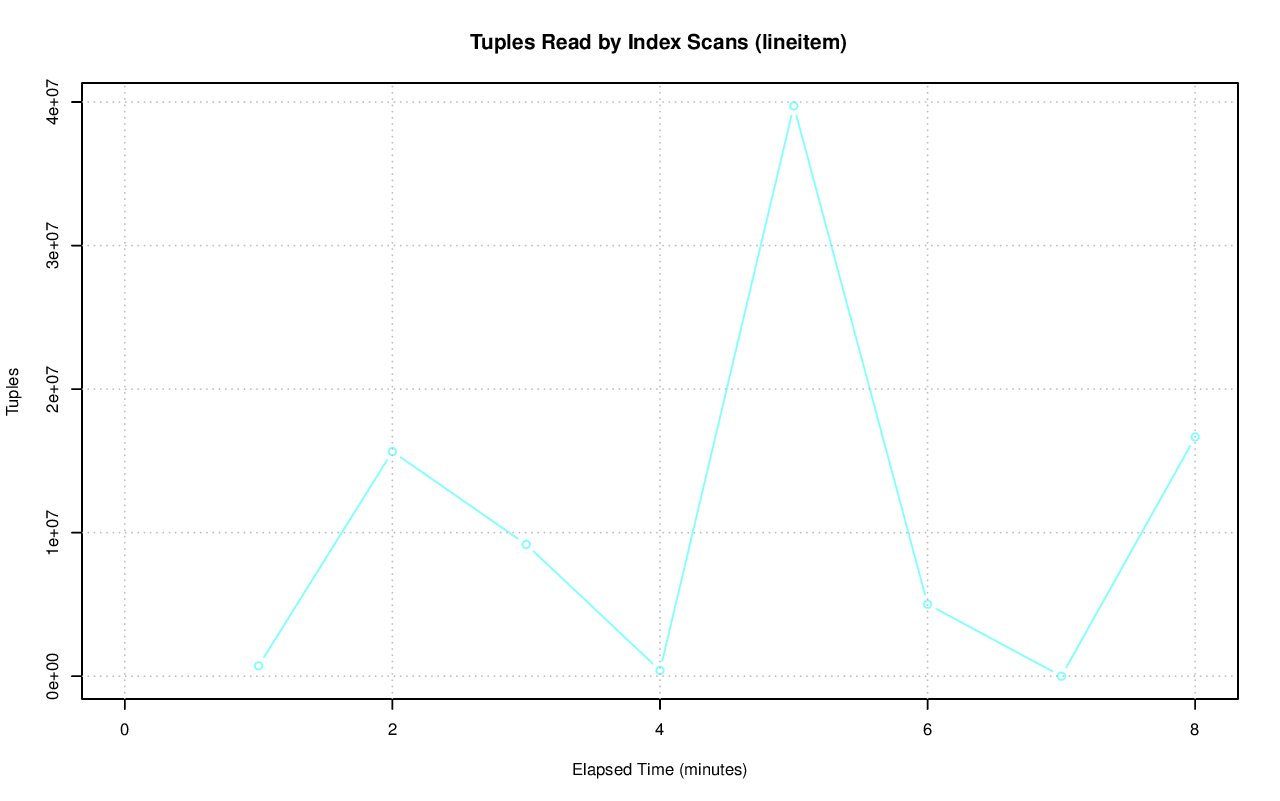 Tuples Read by Index Scans (lineitem)
4e+07
3e+07
2e+07
1e+07
0e+00
Tuples
0 2 4 6 8
Elapsed Time (minutes)